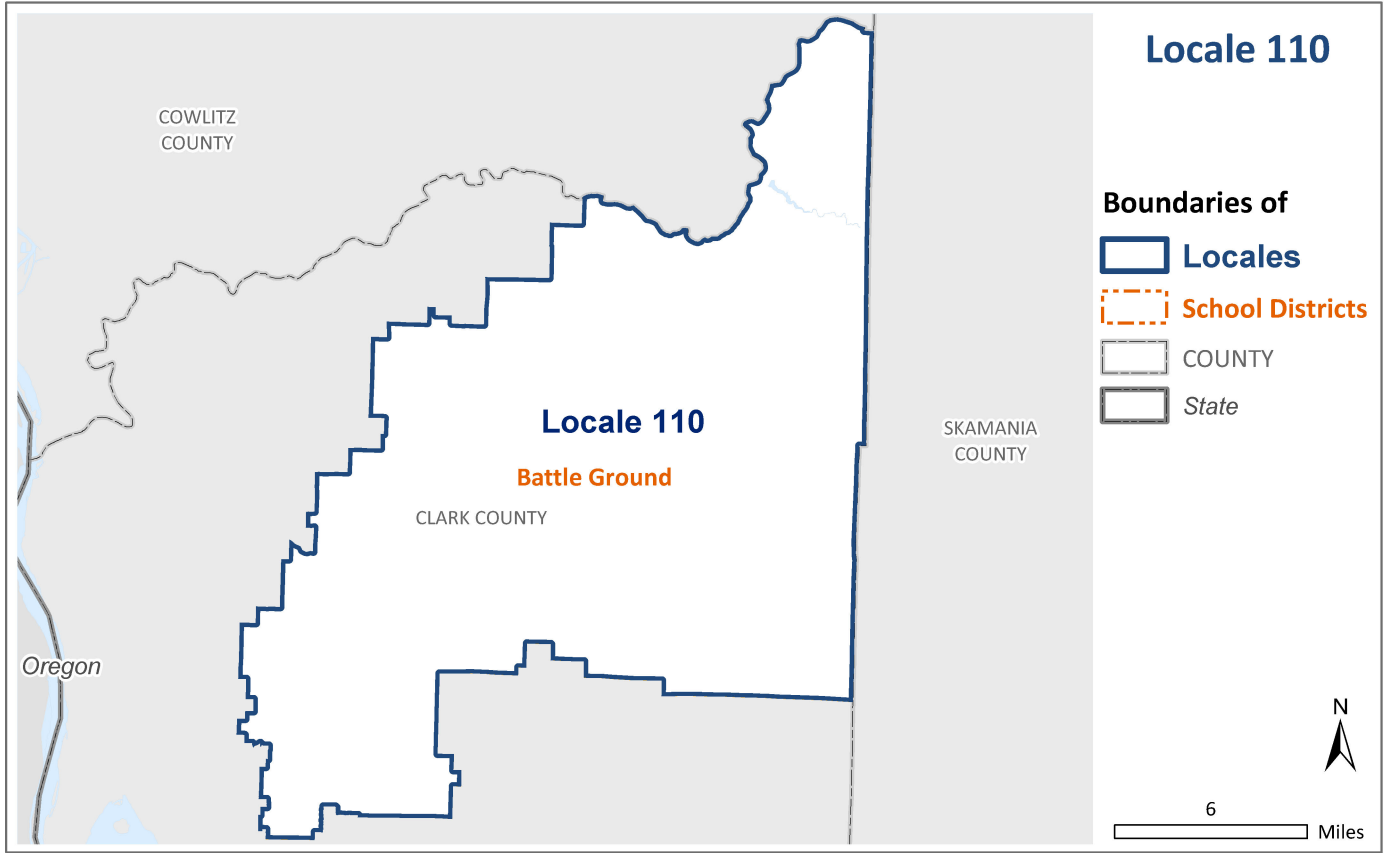 Locale 110
COWLITZ
COUNTY
Boundaries of
Locales
School Districts
COUNTY
State
Locale 110
Battle Ground
CLARK COUNTY
SKAMANIA
COUNTY
Oregon
N
6
Miles